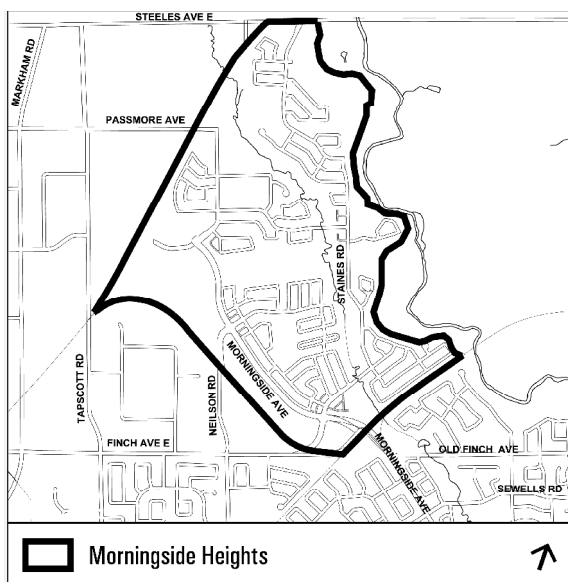 STEELES AVE E
MARKHAM RD
PASSMORE AVE
STAINES RD
TAPSCOTT RD
NEILSON RD
MORNINGSIDE AVE
FINCH AVE E
MORNINGSIDE AVE
OLD FINCH AVE
SEWELLS RD
Morningside Heights